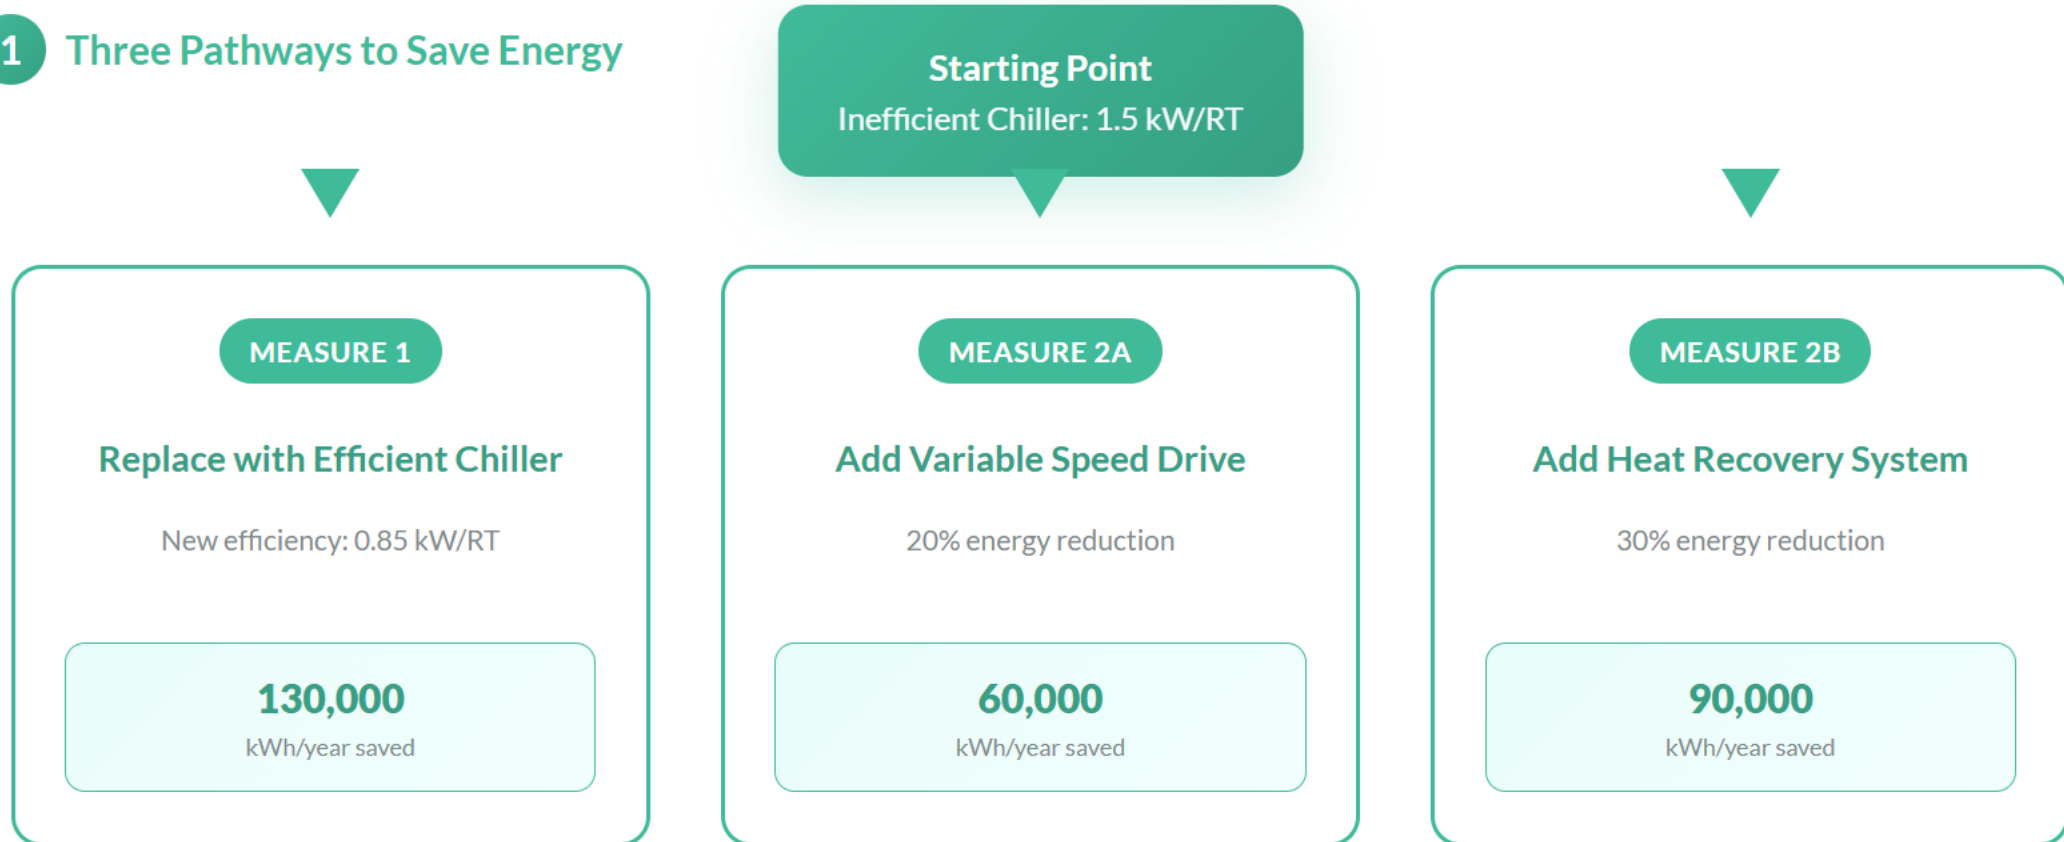 1
Three Pathways to Save Energy
Starting Point
Inefficient Chiller: 1.5 kW/RT
MEASURE 1
Replace with Efficient Chiller
New efficiency: 0.85 kW/RT
130,000
kWh/year saved
MEASURE 2A
Add Variable Speed Drive
20% energy reduction
60,000
kWh/year saved
MEASURE 2B
Add Heat Recovery System
30% energy reduction
90,000
kWh/year saved